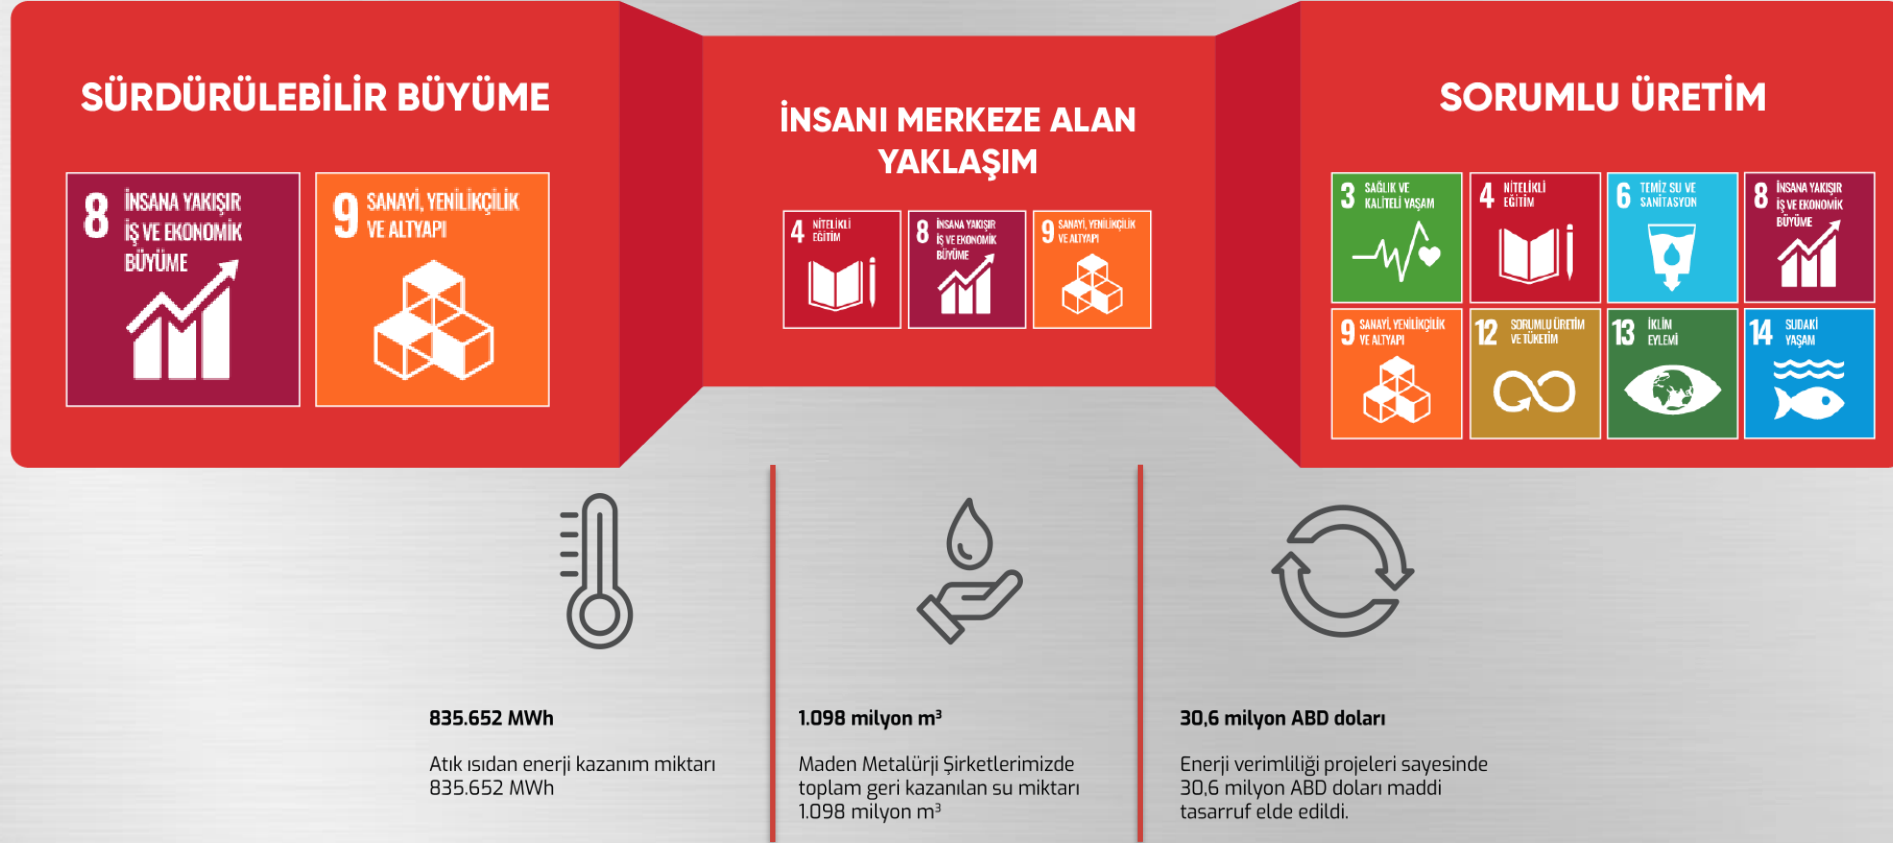 SÜRDÜRÜLEBİLİR BÜYÜME
8 İNSANA YAKIŞIR
İŞ VE EKONOMİK
BÜYÜME
9 SANAYİ, YENİLİKÇİLİK
VE ALTYAPI
İNSANI MERKEZE ALAN
YAKLAŞIM
4 NİTELİKLİ
EĞİTİM
8 İNSANA YAKIŞIR
İŞ VE EKONOMİK
BÜYÜME
9 SANAYİ, YENİLİKÇİLİK
VE ALTYAPI
SORUMLU ÜRETİM
3 SAĞLIK VE
KALİTELİ YAŞAM
4 NİTELİKLİ
EĞİTİM
6 TEMİZ SU VE
SANİTASYON
8 İNSANA YAKIŞIR
İŞ VE EKONOMİK
BÜYÜME
9 SANAYİ, YENİLİKÇİLİK
VE ALTYAPI
12 SORUMLU ÜRETİM
VE TÜKETİM
13 İKLİM
EYLEMİ
14 SUDAKİ
YAŞAM
835.652 MWh
Atık ısıdan enerji kazanım miktarı
835.652 MWh
1.098 milyon m³
Maden Metalürji Şirketlerimizde
toplam geri kazanılan su miktarı
1.098 milyon m³
30,6 milyon ABD doları
Enerji verimliliği projeleri sayesinde
30,6 milyon ABD doları maddi
tasarruf elde edildi.